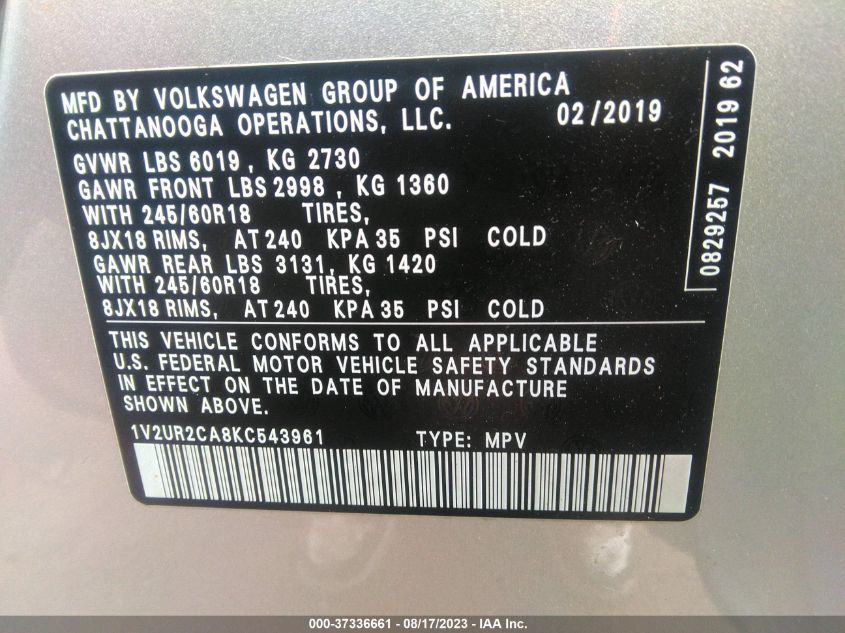 MFD BY VOLKSWAGEN GROUP OF AMERICA
CHATTANOOGA OPERATIONS, LLC. 02/2019
GVWR LBS 6019, KG 2730
GAWR FRONT LBS 2998, KG 1360
WITH 245/60R18 TIRES,
8JX18 RIMS, AT 240 KPA 35 PSI COLD
GAWR REAR LBS 3131, KG 1420
WITH 245/60R18 TIRES,
8JX18 RIMS, AT 240 KPA 35 PSI COLD
THIS VEHICLE CONFORMS TO ALL APPLICABLE
U.S. FEDERAL MOTOR VEHICLE SAFETY STANDARDS
IN EFFECT ON THE DATE OF MANUFACTURE
SHOWN ABOVE.
1V2UR2CA8KC543961 TYPE: MPV
0829257 2019 62
000-37336661 - 08/17/2023 - IAA Inc.